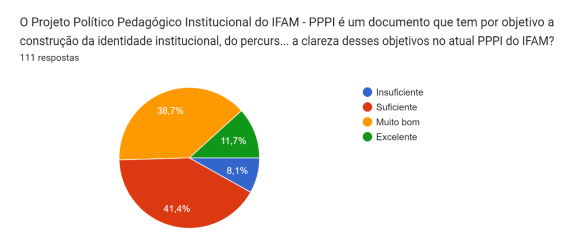 O Projeto Político Pedagógico Institucional do IFAM - PPPI é um documento que tem por objetivo a
construção da identidade institucional, do percurs... a clareza desses objetivos no atual PPPI do IFAM?
111 respostas
38,7%
11,7%
8,1%
41,4%
Insuficiente
Suficiente
Muito bom
Excelente